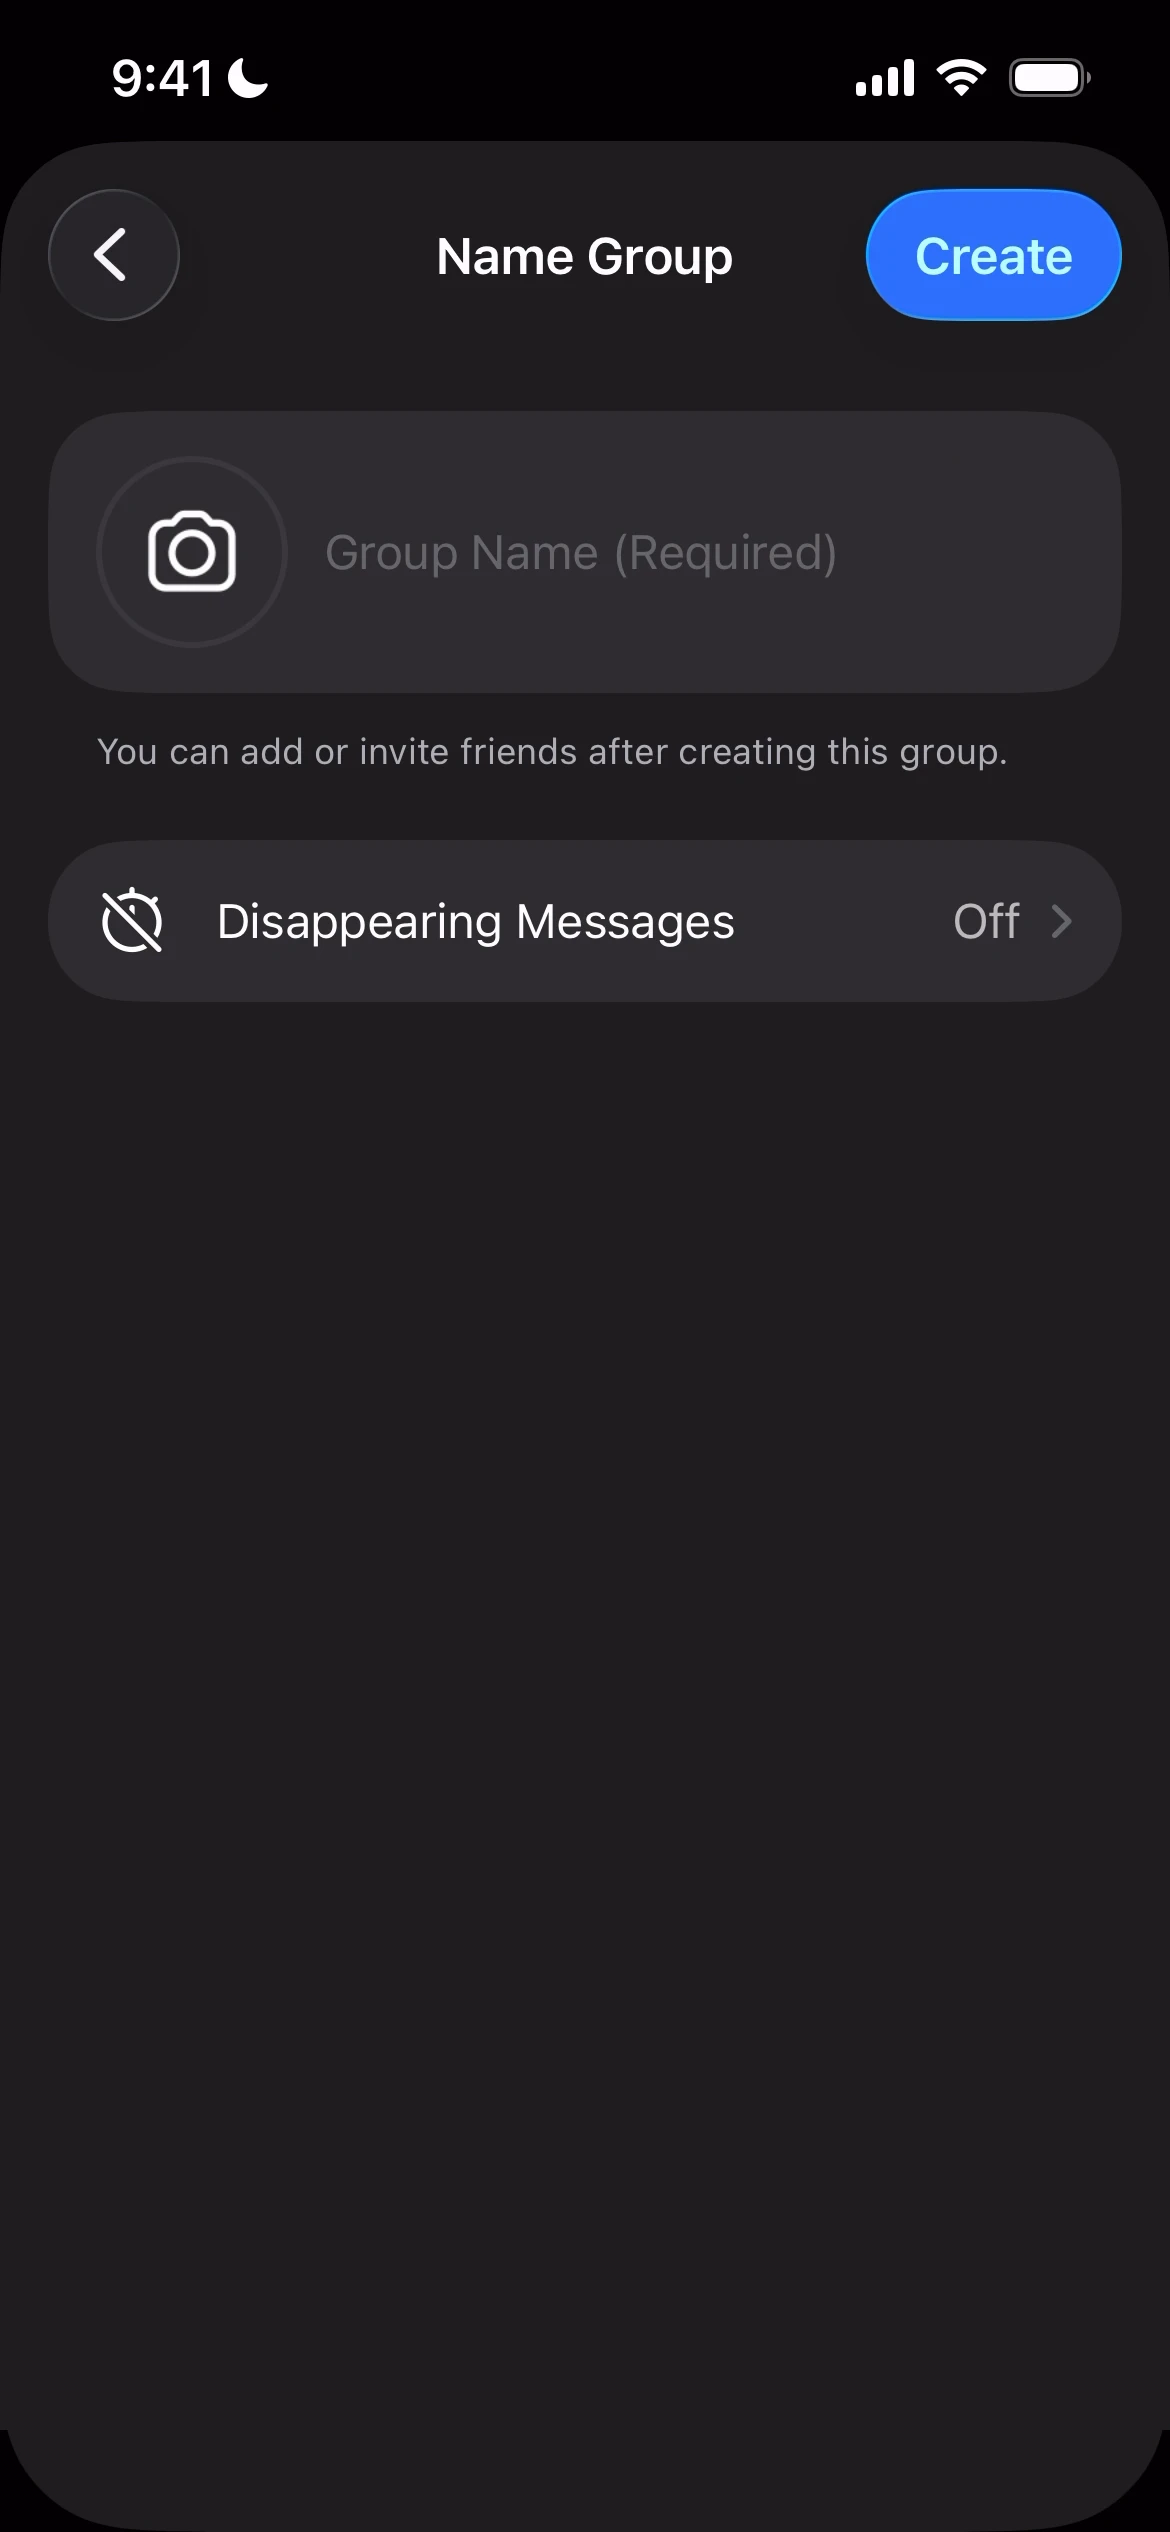 9:41
Name Group
Create
Group Name (Required)
You can add or invite friends after creating this group.
Disappearing Messages
Off